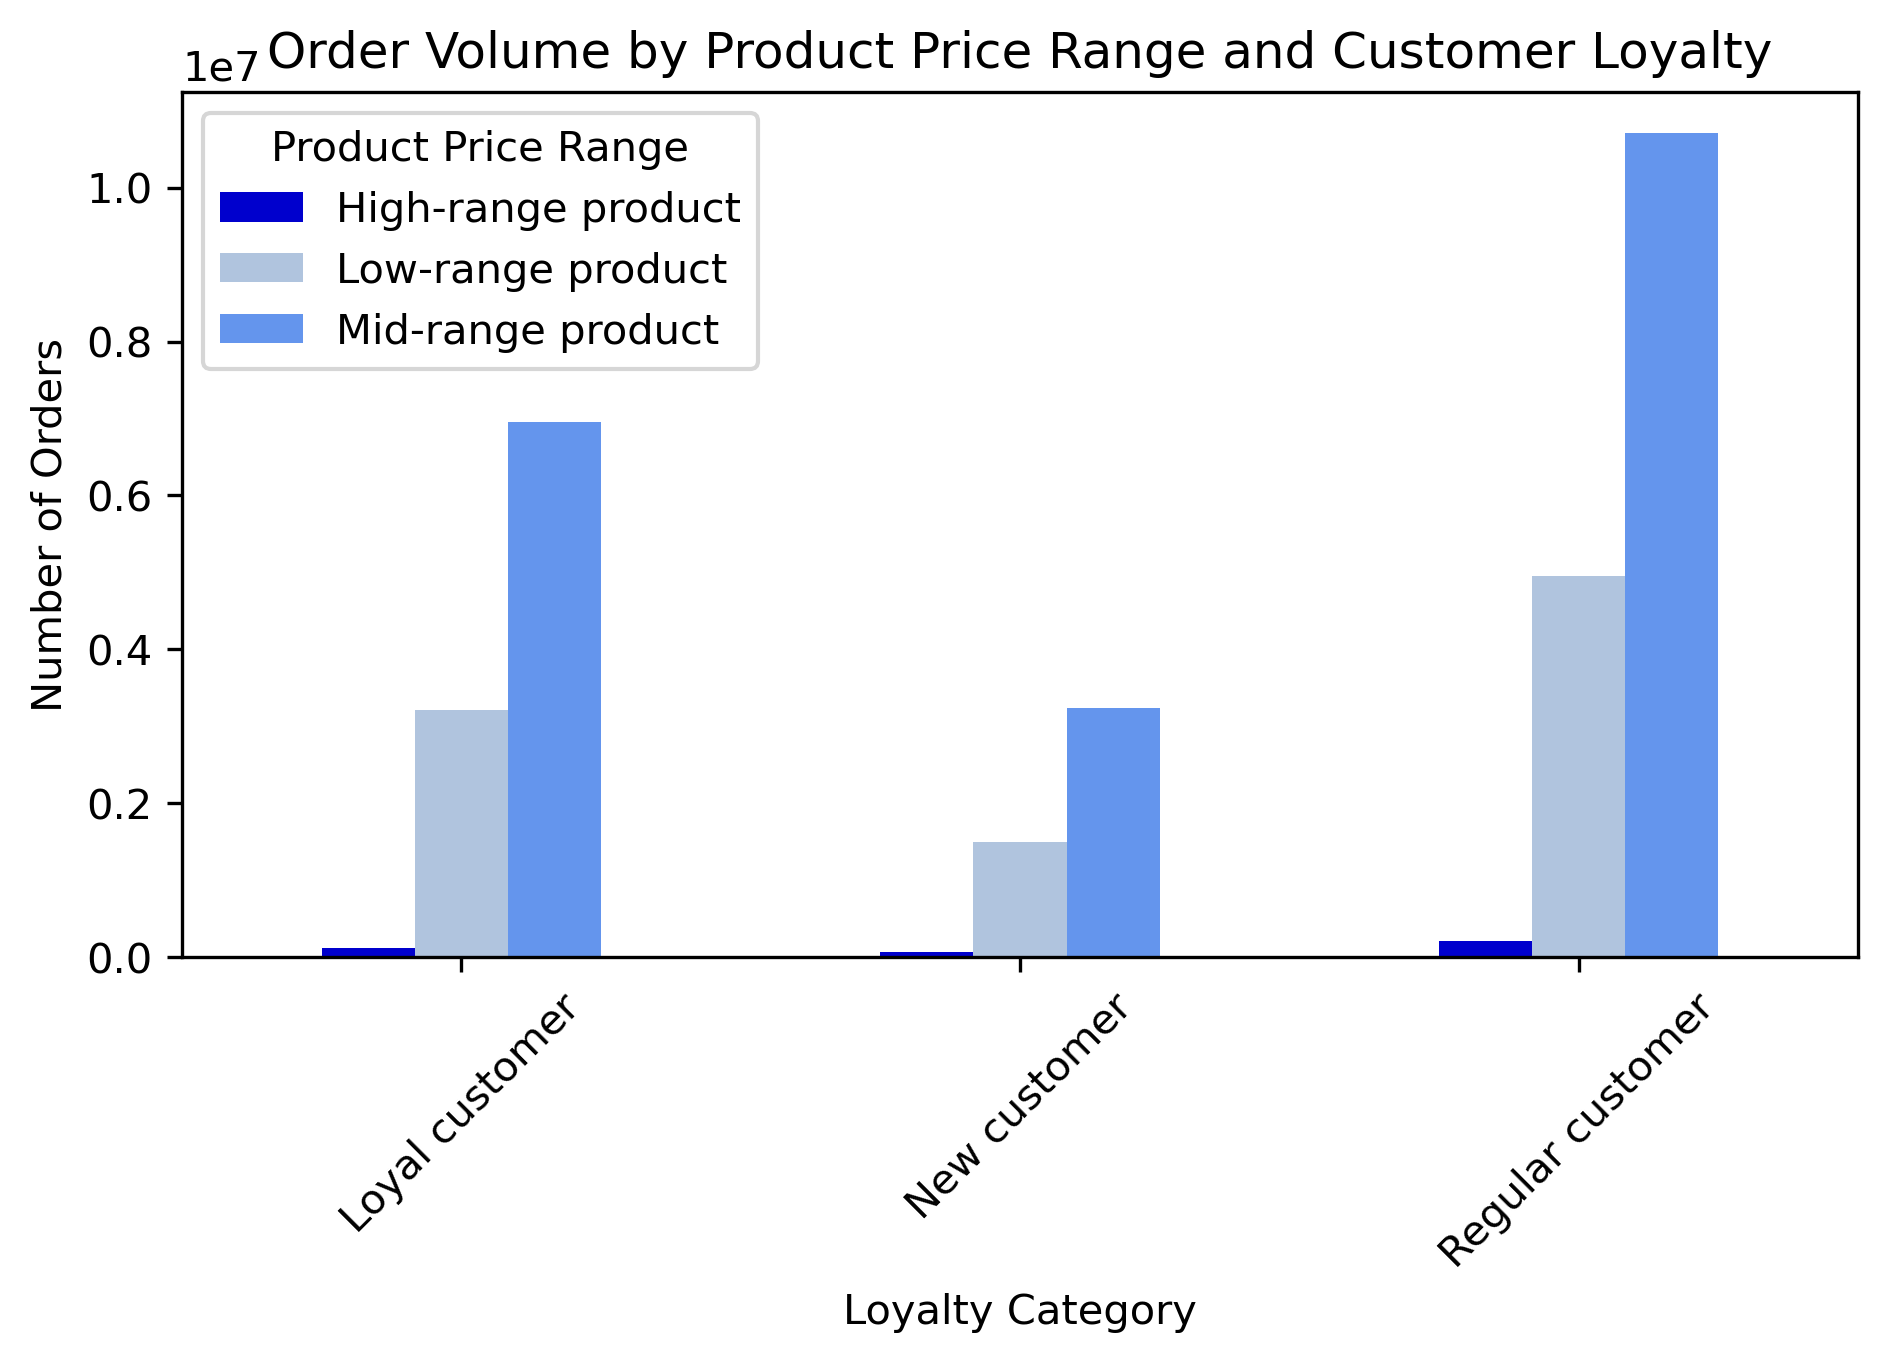 Order Volume by Product Price Range and Customer Loyalty
1e7
Product Price Range
High-range product
Low-range product
Mid-range product
1.0
0.8
0.6
0.4
0.2
0.0
Number of Orders
Loyal customer
New customer
Regular customer
Loyalty Category